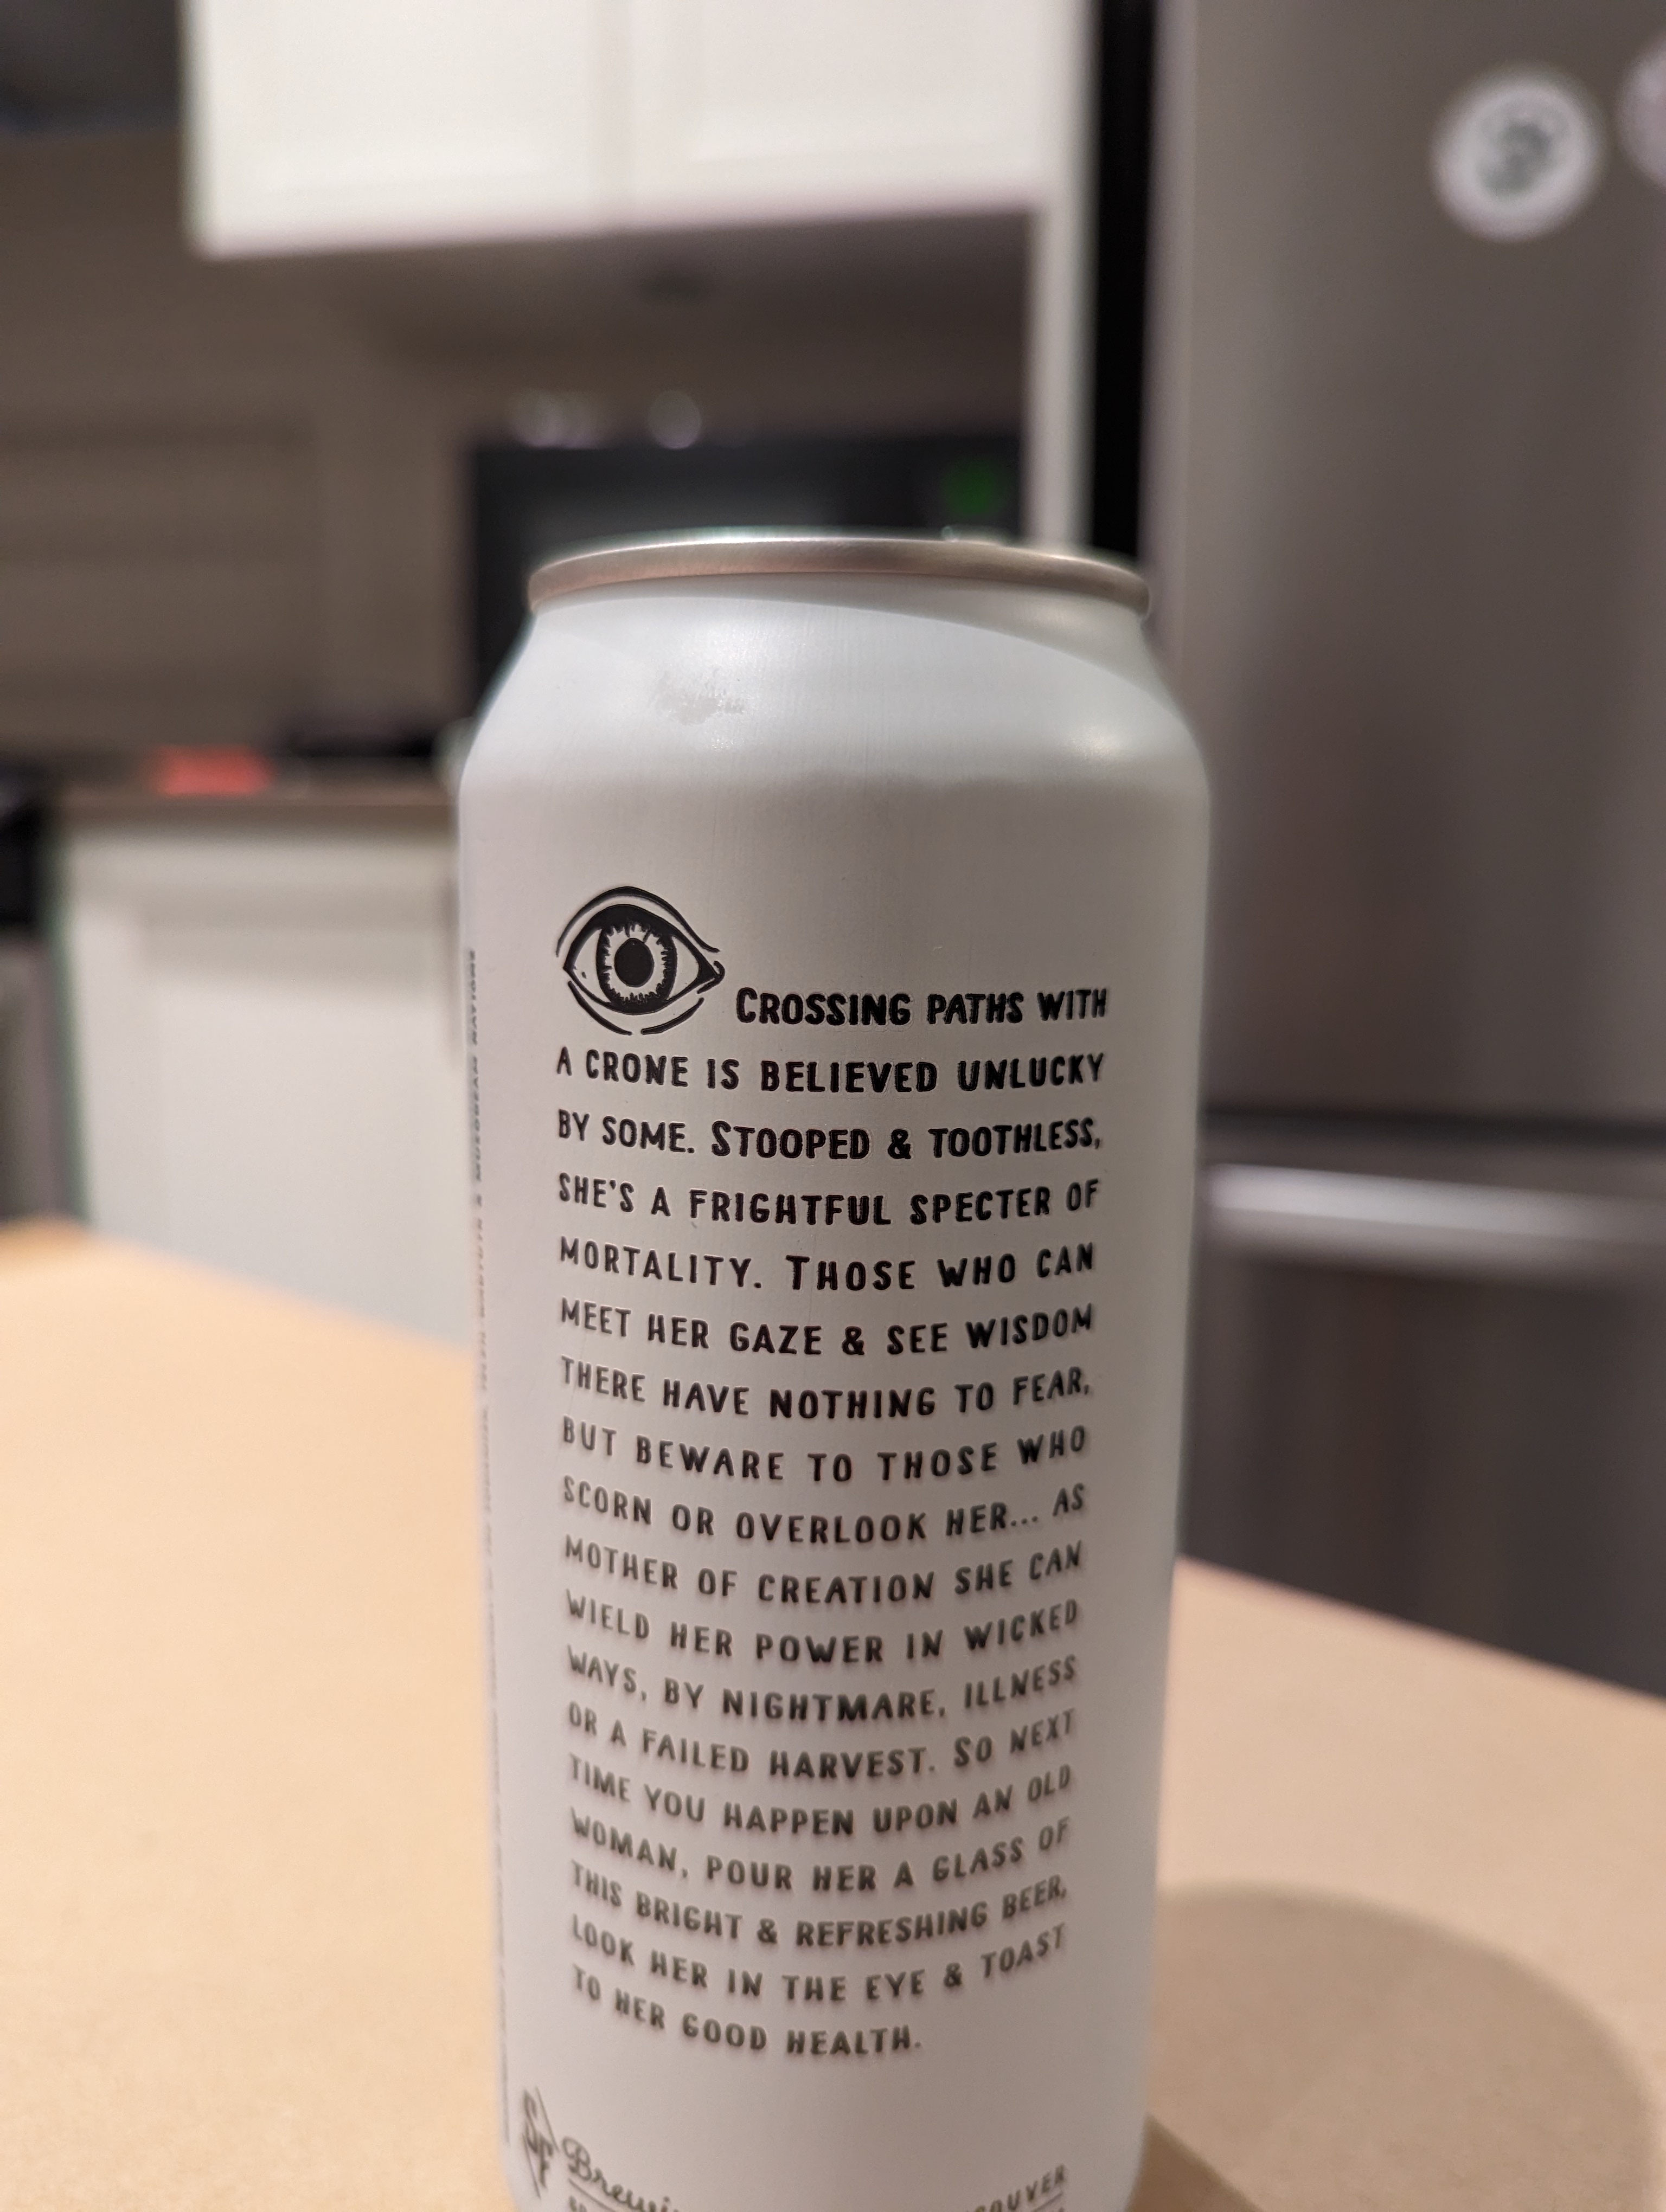 Crossing paths with
a crone is believed unlucky
by some. Stooped & toothless,
she's a frightful specter of
mortality. Those who can
meet her gaze & see wisdom
there have nothing to fear,
but beware to those who
scorn or overlook her... As
mother of creation she can
wield her power in wicked
ways, by nightmare, illness
or a failed harvest. So next
time you happen upon an old
woman, pour her a glass of
this bright & refreshing beer,
look her in the eye & toast
to her good health.